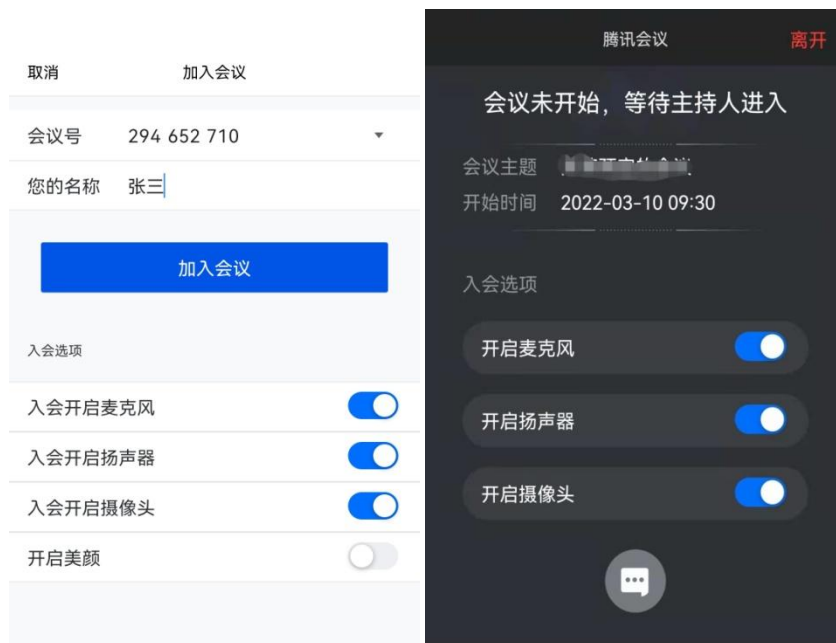 取消 加入会议
会议号 294 652 710
您的名称 张三
加入会议
入会选项
入会开启麦克风
入会开启扬声器
入会开启摄像头
开启美颜
腾讯会议 离开
会议未开始，等待主持人进入
会议主题
开始时间 2022-03-10 09:30
入会选项
开启麦克风
开启扬声器
开启摄像头